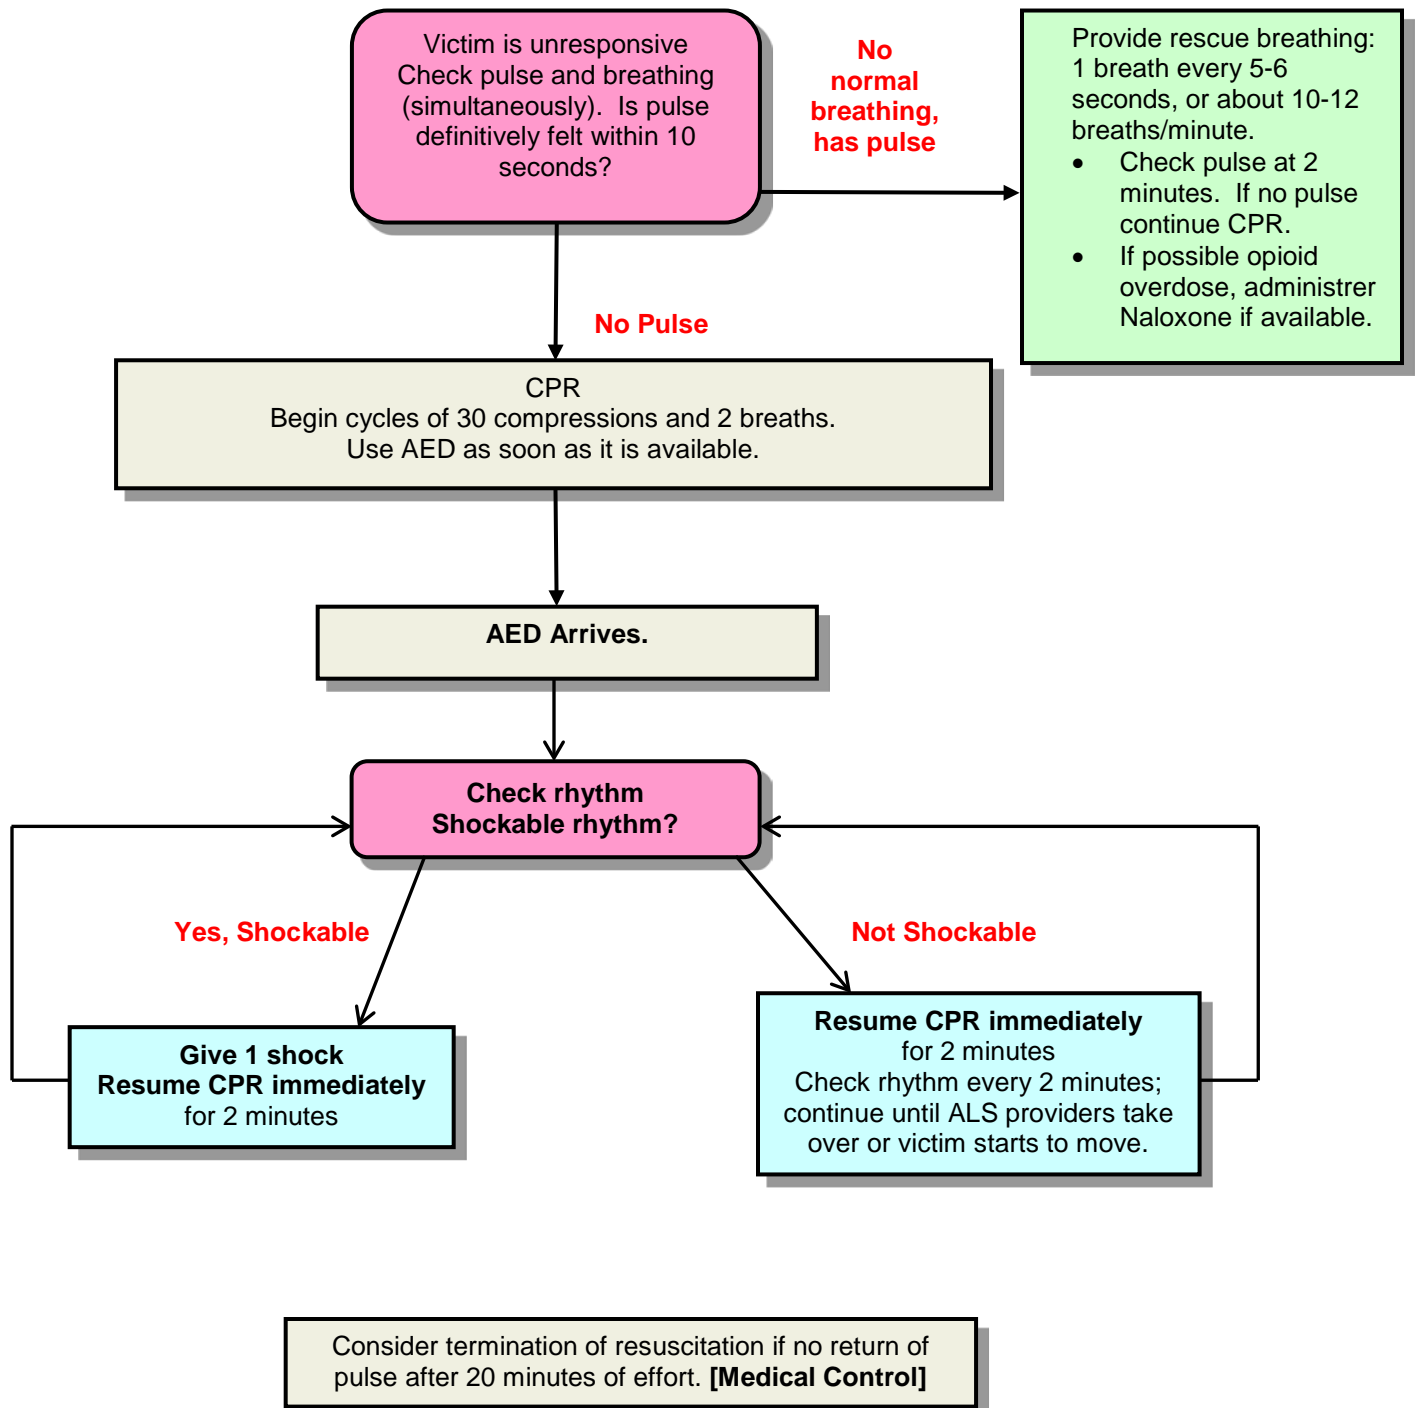 Victim is unresponsive
Check pulse and breathing
(simultaneously).  Is pulse
definitively felt within 10
seconds?
No
normal
breathing,
has pulse
Provide rescue breathing:
1 breath every 5-6
seconds, or about 10-12
breaths/minute.
• Check pulse at 2
minutes.  If no pulse
continue CPR.
• If possible opioid
overdose, administrer
Naloxone if available.
No Pulse
CPR
Begin cycles of 30 compressions and 2 breaths.
Use AED as soon as it is available.
AED Arrives.
Check rhythm
Shockable rhythm?
Yes, Shockable
Not Shockable
Give 1 shock
Resume CPR immediately
for 2 minutes
Resume CPR immediately
for 2 minutes
Check rhythm every 2 minutes;
continue until ALS providers take
over or victim starts to move.
Consider termination of resuscitation if no return of
pulse after 20 minutes of effort. [Medical Control]